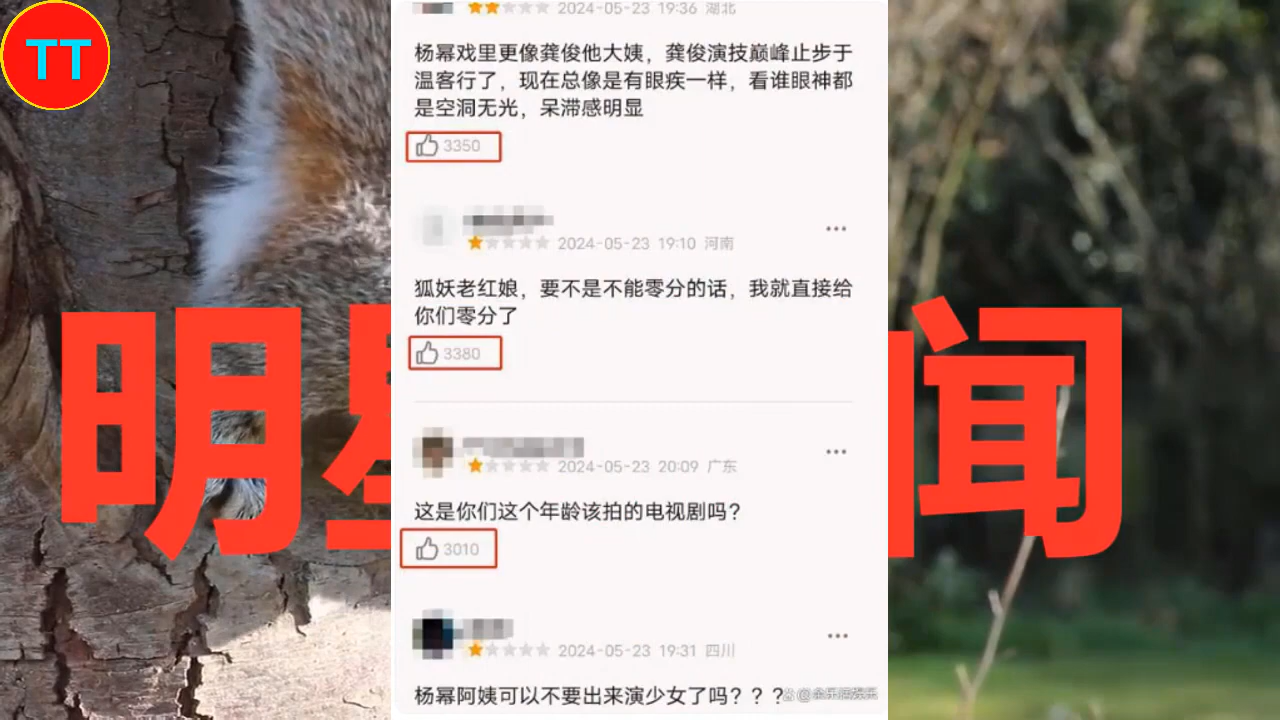 TT
2024-05-23 19:36 湖北
杨幂戏里更像龚俊他大姨，龚俊演技巅峰止步于
温客行了，现在总像是有眼疾一样，看谁眼神都
是空洞无光，呆滞感明显
3350
2024-05-23 19:10 河南
狐妖老红娘，要不是不能零分的话，我就直接给
你们零分了
3380
明 闻
2024-05-23 20:09 广东
这是你们这个年龄该拍的电视剧吗？
3010
2024-05-23 19:31 四川
杨幂阿姨可以不要出来演少女了吗？？？